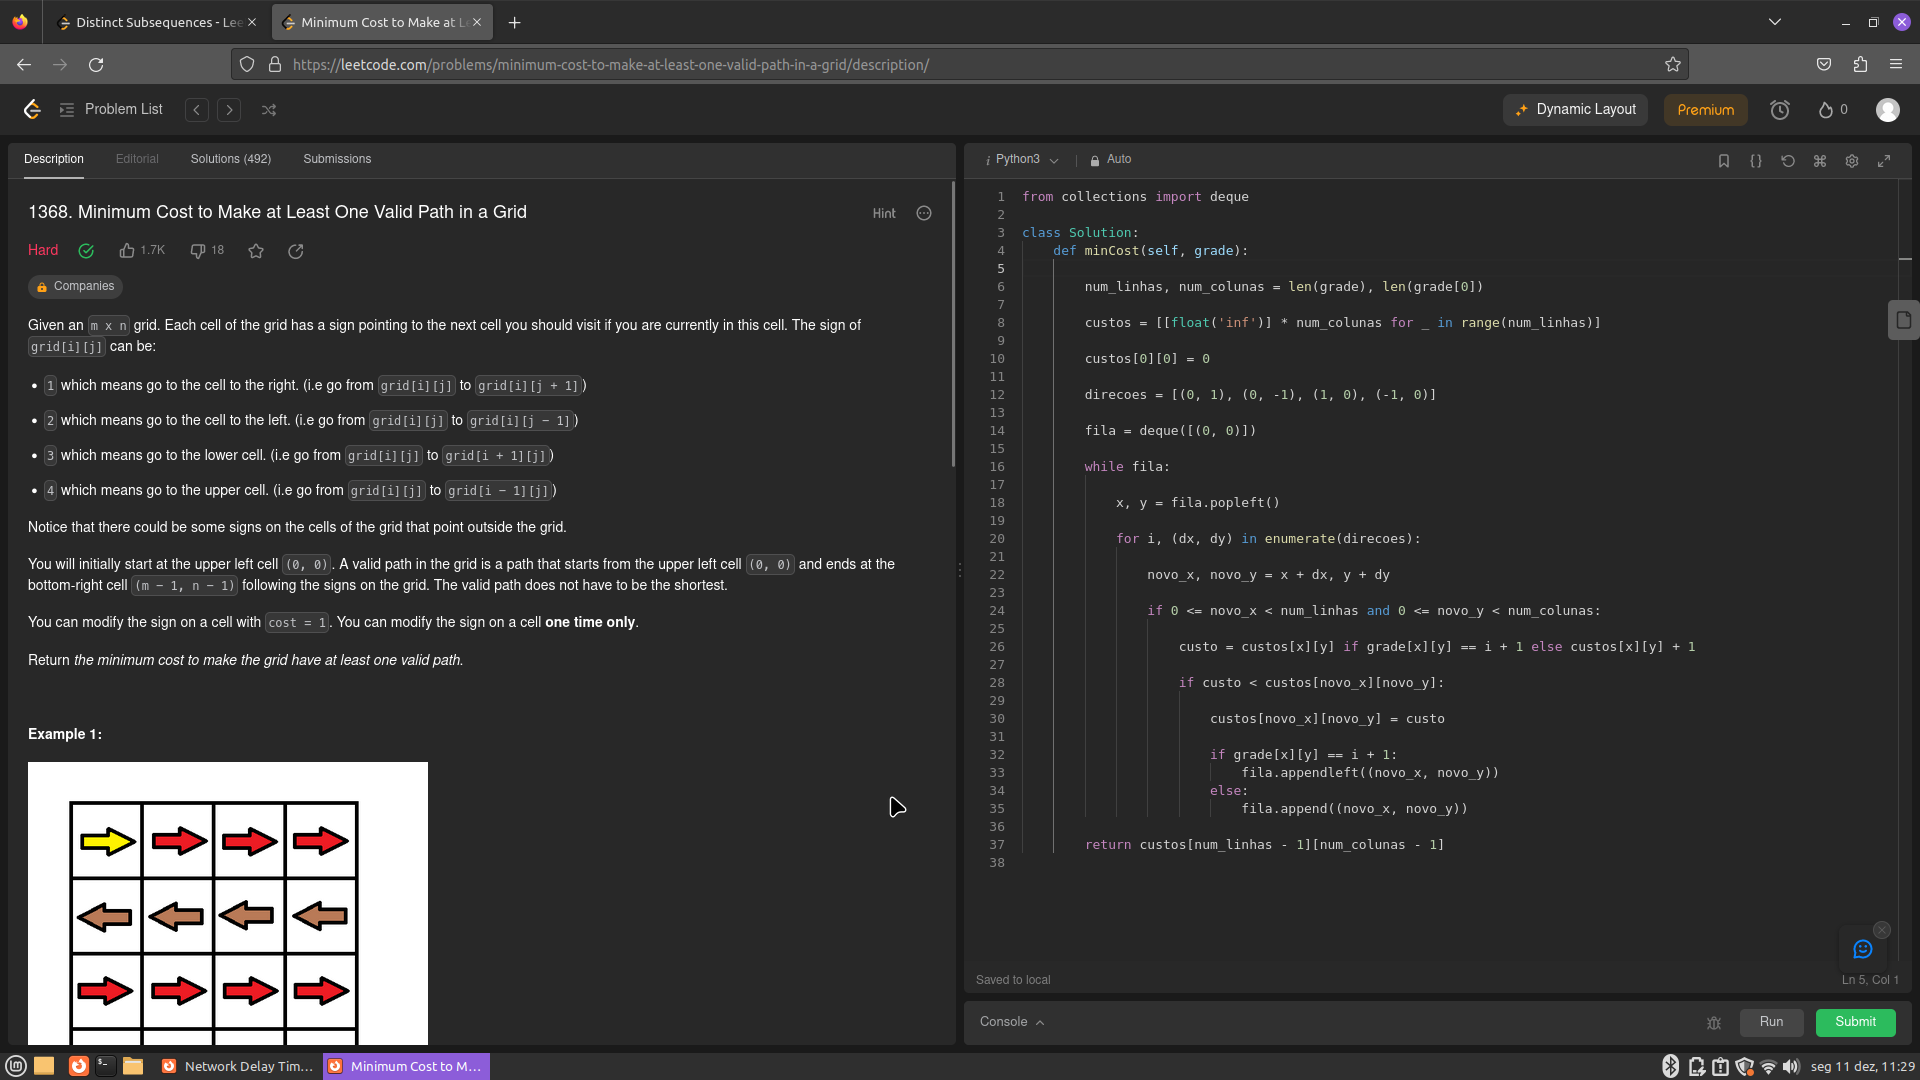 Distinct Subsequences - Lee
Minimum Cost to Make at Le
https://leetcode.com/problems/minimum-cost-to-make-at-least-one-valid-path-in-a-grid/description/
Problem List
Dynamic Layout
Premium
0
Description
Editorial
Solutions (492)
Submissions
1368. Minimum Cost to Make at Least One Valid Path in a Grid
Hint
Hard
1.7K
18
Companies
Given an m x n grid. Each cell of the grid has a sign pointing to the next cell you should visit if you are currently in this cell. The sign of
grid[i][j] can be:
• 1 which means go to the cell to the right. (i.e go from grid[i][j] to grid[i][j + 1])
• 2 which means go to the cell to the left. (i.e go from grid[i][j] to grid[i][j - 1])
• 3 which means go to the lower cell. (i.e go from grid[i][j] to grid[i + 1][j])
• 4 which means go to the upper cell. (i.e go from grid[i][j] to grid[i - 1][j])
Notice that there could be some signs on the cells of the grid that point outside the grid.
You will initially start at the upper left cell (0, 0). A valid path in the grid is a path that starts from the upper left cell (0, 0) and ends at the
bottom-right cell (m - 1, n - 1) following the signs on the grid. The valid path does not have to be the shortest.
You can modify the sign on a cell with cost = 1. You can modify the sign on a cell one time only.
Return the minimum cost to make the grid have at least one valid path.
Example 1:
i Python3
Auto
1 from collections import deque
2
3 class Solution:
4 def minCost(self, grade):
5
6 num_linhas, num_colunas = len(grade), len(grade[0])
7
8 custos = [[float('inf')] * num_colunas for _ in range(num_linhas)]
9
10 custos[0][0] = 0
11
12 direcoes = [(0, 1), (0, -1), (1, 0), (-1, 0)]
13
14 fila = deque([(0, 0)])
15
16 while fila:
17
18 x, y = fila.popleft()
19
20 for i, (dx, dy) in enumerate(direcoes):
21
22 novo_x, novo_y = x + dx, y + dy
23
24 if 0 <= novo_x < num_linhas and 0 <= novo_y < num_colunas:
25
26 custo = custos[x][y] if grade[x][y] == i + 1 else custos[x][y] + 1
27
28 if custo < custos[novo_x][novo_y]:
29
30 custos[novo_x][novo_y] = custo
31
32 if grade[x][y] == i + 1:
33 fila.appendleft((novo_x, novo_y))
34 else:
35 fila.append((novo_x, novo_y))
36
37 return custos[num_linhas - 1][num_colunas - 1]
38
Saved to local
Ln 5, Col 1
Console
Run
Submit
Network Delay Tim...
Minimum Cost to M...
seg 11 dez, 11:29